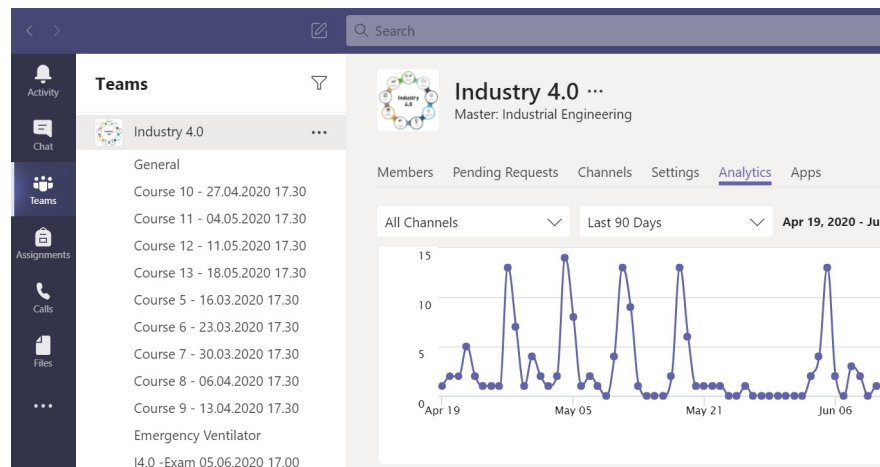 Search
Activity
Chat
Teams
Assignments
Calls
Files
Teams
Industry 4.0
General
Course 10 - 27.04.2020 17.30
Course 11 - 04.05.2020 17.30
Course 12 - 11.05.2020 17.30
Course 13 - 18.05.2020 17.30
Course 5 - 16.03.2020 17.30
Course 6 - 23.03.2020 17.30
Course 7 - 30.03.2020 17.30
Course 8 - 06.04.2020 17.30
Course 9 - 13.04.2020 17.30
Emergency Ventilator
I4.0 -Exam 05.06.2020 17.00
Industry 4.0
Industry 4.0 ...
Master: Industrial Engineering
Members Pending Requests Channels Settings Analytics Apps
All Channels Last 90 Days Apr 19, 2020 - Ju
15
10
5
0
Apr 19 May 05 May 21 Jun 06